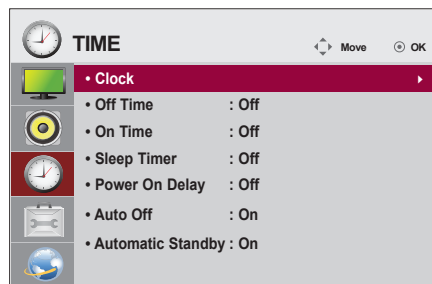 TIME
Move
OK
• Clock
• Off Time : Off
• On Time : Off
• Sleep Timer : Off
• Power On Delay : Off
• Auto Off : On
• Automatic Standby : On